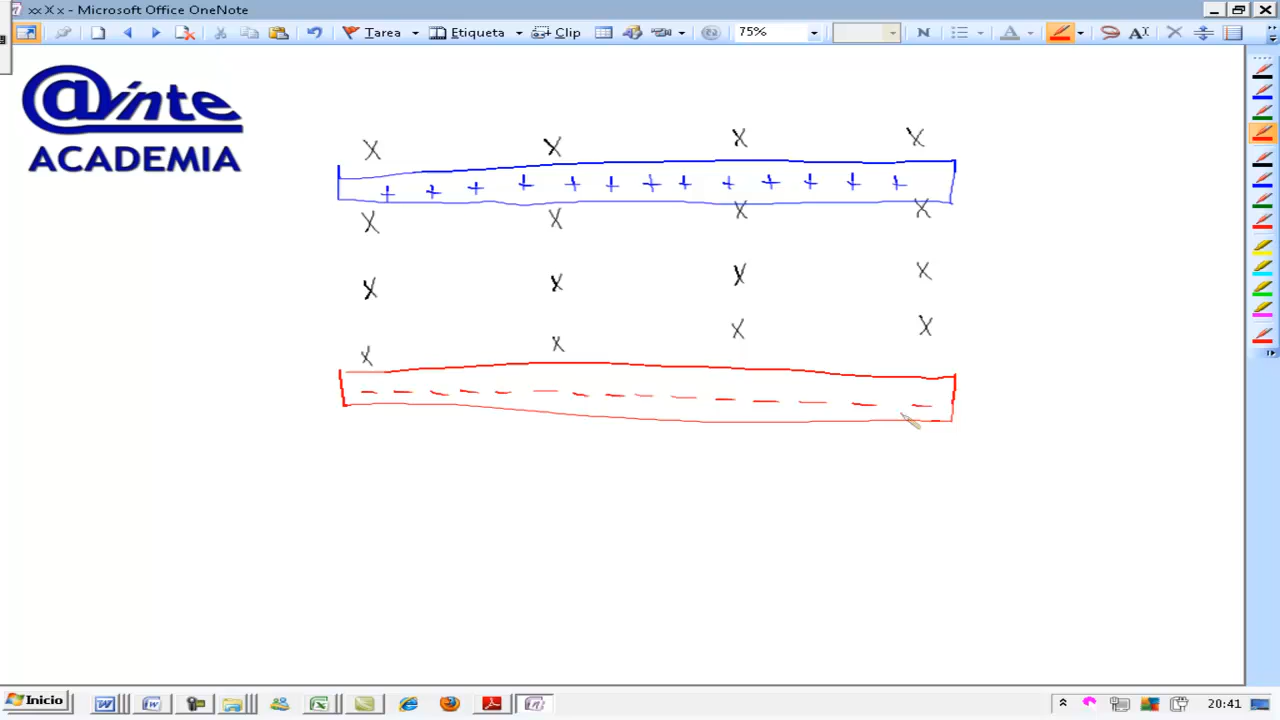 xx X x - Microsoft Office OneNote
Tarea Etiqueta Clip 75% N A A
@inte
ACADEMIA
X X X X
+ + + + + + + + + + + + +
X X X X
X X X X
X X X X
- - - - - - - - - - - - - - -
Inicio 20:41